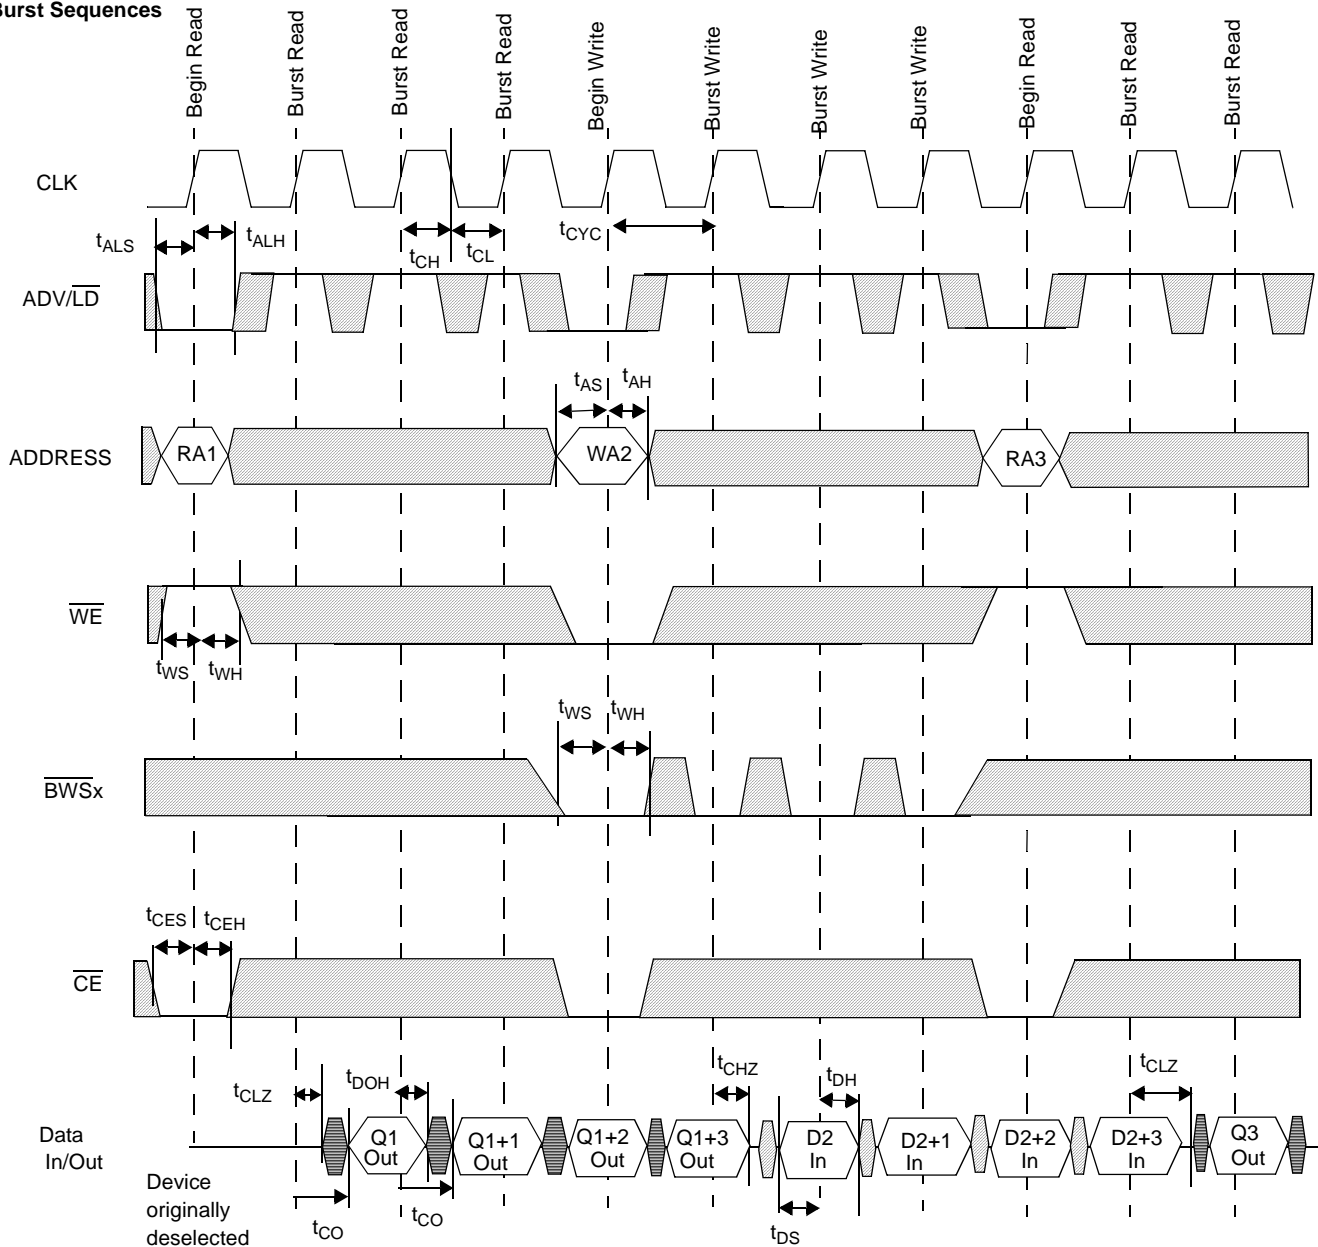 Burst Sequences
Begin Read
Burst Read
Burst Read
Burst Read
Begin Write
Burst Write
Burst Write
Burst Write
Begin Read
Burst Read
Burst Read
CLK
tALS
tALH
tCH
tCL
tCYC
ADV/LD
tAS
tAH
ADDRESS
RA1
WA2
RA3
WE
tWS
tWH
tWS
tWH
BWSx
tCES
tCEH
CE
tCLZ
tDOH
tCHZ
tDH
tCLZ
Data
In/Out
Q1
Out
Q1+1
Out
Q1+2
Out
Q1+3
Out
D2
In
D2+1
In
D2+2
In
D2+3
In
Q3
Out
Device
originally
deselected
tCO
tCO
tDS